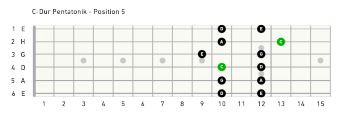 C-Dur Pentatonik - Position 5
1 E D E
2 H A C
3 G E G
4 D C D
5 A G A
6 E D E
1 2 3 4 5 6 7 8 9 10 11 12 13 14 15